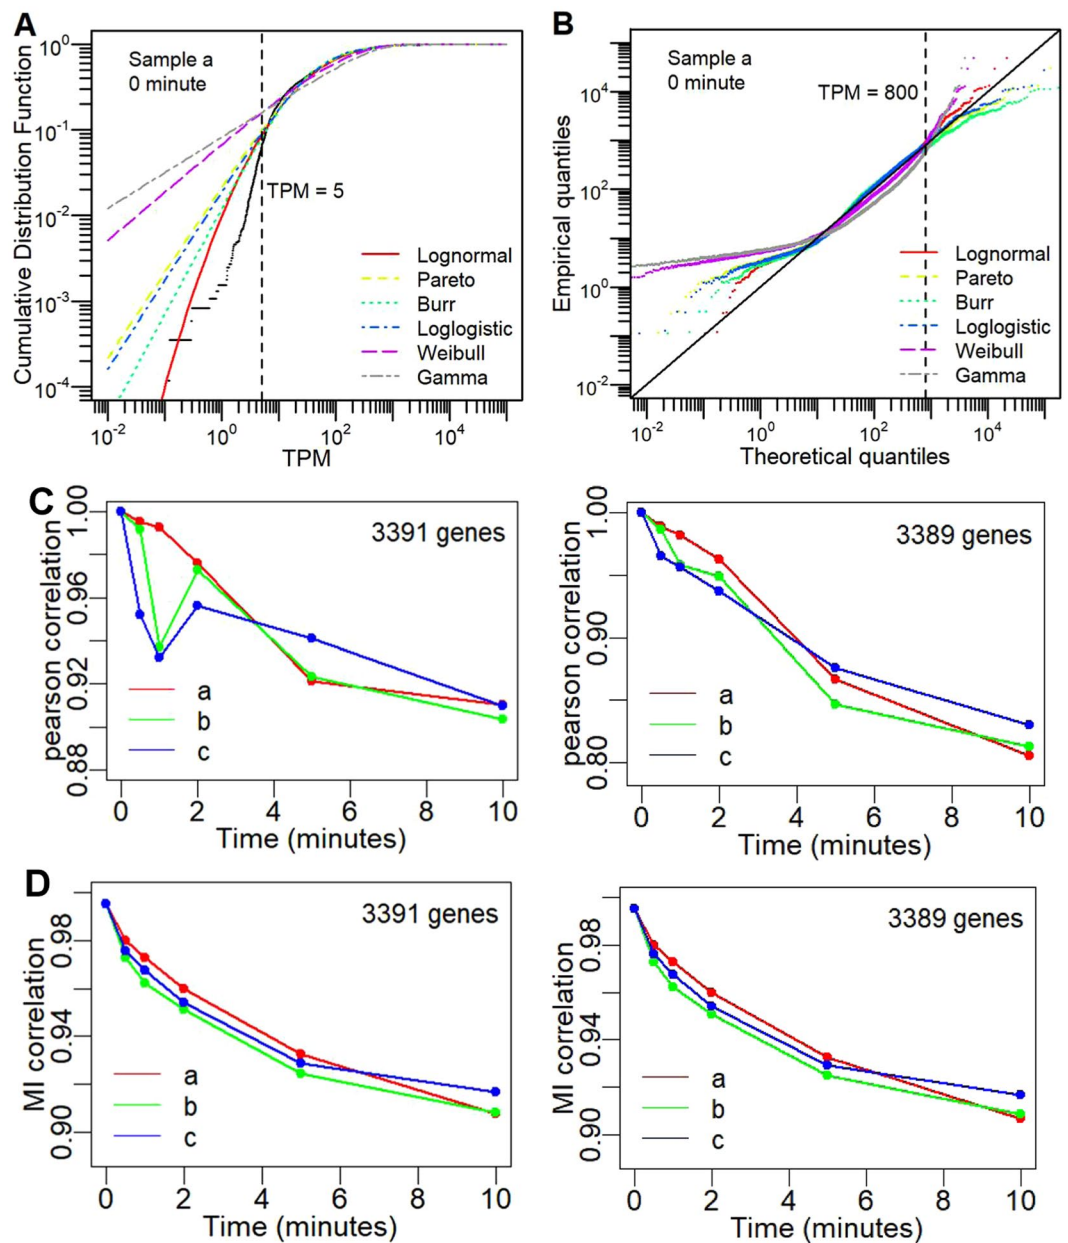 A
Cumulative Distribution Function
10^0
10^-1
10^-2
10^-3
10^-4
Sample a
0 minute
TPM = 5
Lognormal
Pareto
Burr
Loglogistic
Weibull
Gamma
10^-2
10^0
10^2
10^4
TPM
B
Empirical quantiles
10^4
10^2
10^0
10^-2
Sample a
0 minute
TPM = 800
Lognormal
Pareto
Burr
Loglogistic
Weibull
Gamma
10^-2
10^0
10^2
10^4
Theoretical quantiles
C
pearson correlation
1.00
0.96
0.92
0.88
3391 genes
a
b
c
0 2 4 6 8 10
Time (minutes)
pearson correlation
1.00
0.90
0.80
3389 genes
a
b
c
0 2 4 6 8 10
Time (minutes)
D
MI correlation
0.98
0.94
0.90
3391 genes
a
b
c
0 2 4 6 8 10
Time (minutes)
MI correlation
0.98
0.94
0.90
3389 genes
a
b
c
0 2 4 6 8 10
Time (minutes)